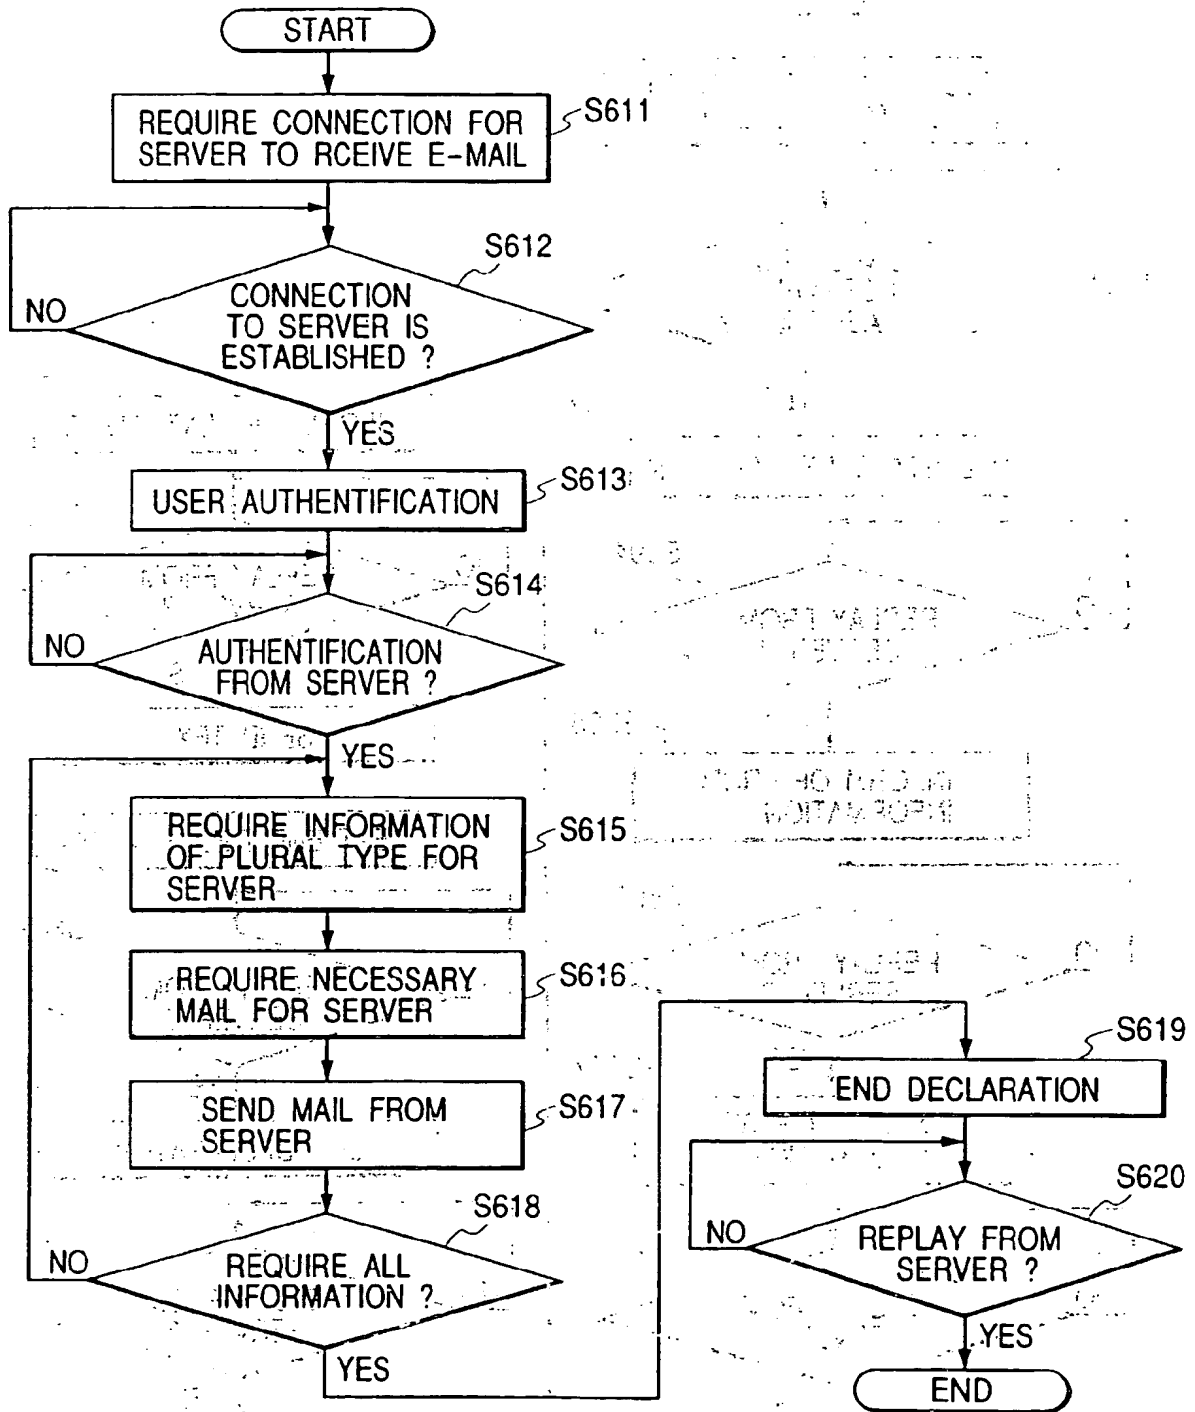 START
REQUIRE CONNECTION FOR
SERVER TO RCEIVE E-MAIL
S611
S612
CONNECTION
TO SERVER IS
ESTABLISHED ?
NO
YES
USER AUTHENTIFICATION
S613
S614
AUTHENTIFICATION
FROM SERVER ?
NO
YES
REQUIRE INFORMATION
OF PLURAL TYPE FOR
SERVER
S615
REQUIRE NECESSARY
MAIL FOR SERVER
S616
SEND MAIL FROM
SERVER
S617
S618
REQUIRE ALL
INFORMATION ?
NO
YES
S619
END DECLARATION
S620
REPLAY FROM
SERVER ?
NO
YES
END